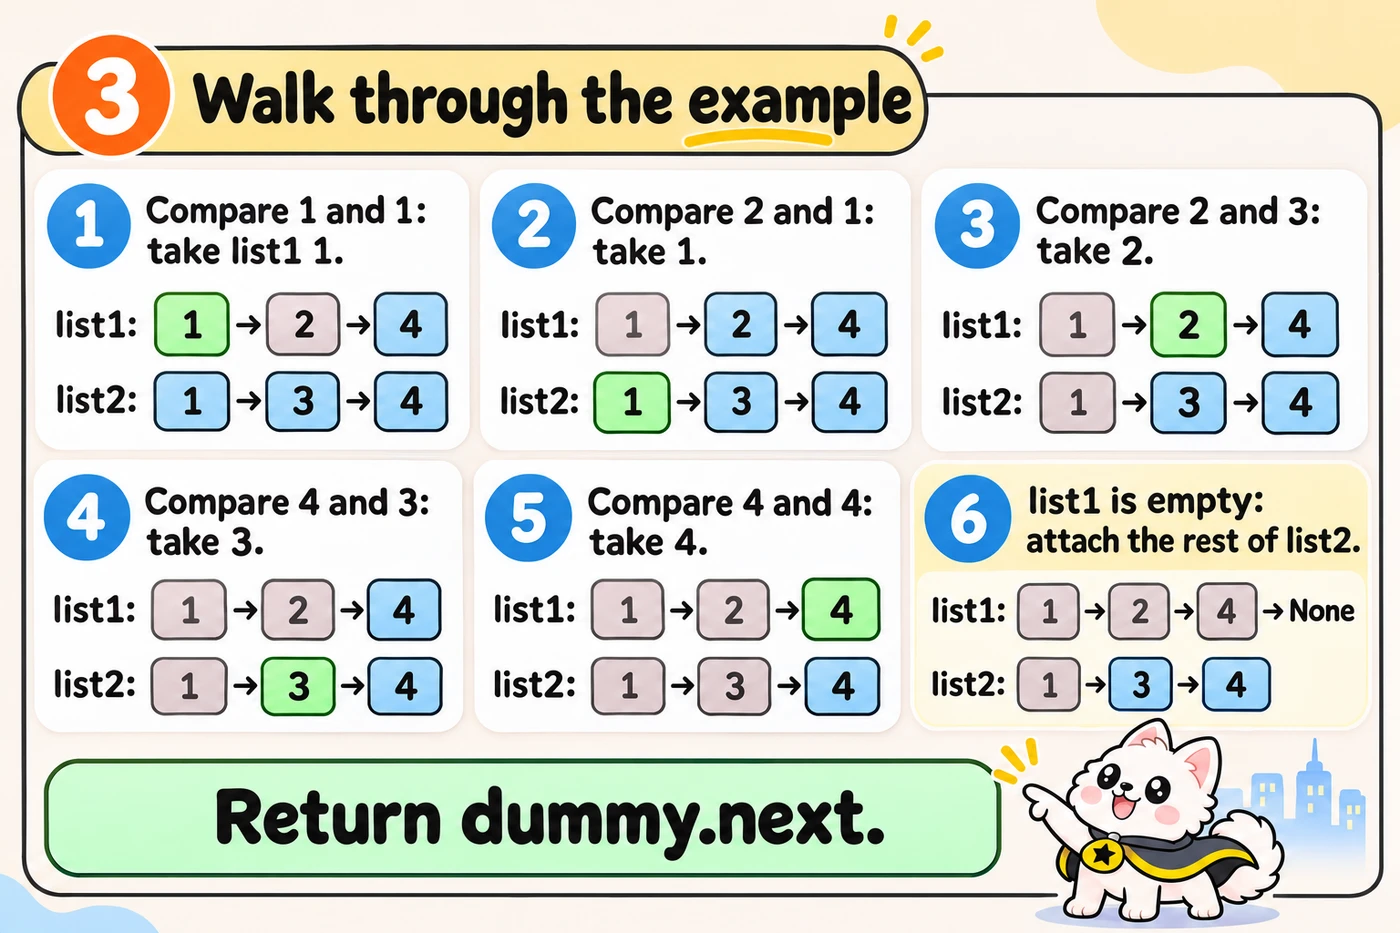 3 Walk through the example
1 Compare 1 and 1:
take list1 1.
list1: 1 → 2 → 4
list2: 1 → 3 → 4
2 Compare 2 and 1:
take 1.
list1: 1 → 2 → 4
list2: 1 → 3 → 4
3 Compare 2 and 3:
take 2.
list1: 1 → 2 → 4
list2: 1 → 3 → 4
4 Compare 4 and 3:
take 3.
list1: 1 → 2 → 4
list2: 1 → 3 → 4
5 Compare 4 and 4:
take 4.
list1: 1 → 2 → 4
list2: 1 → 3 → 4
6 list1 is empty:
attach the rest of list2.
list1: 1 → 2 → 4 → None
list2: 1 → 3 → 4
Return dummy.next.